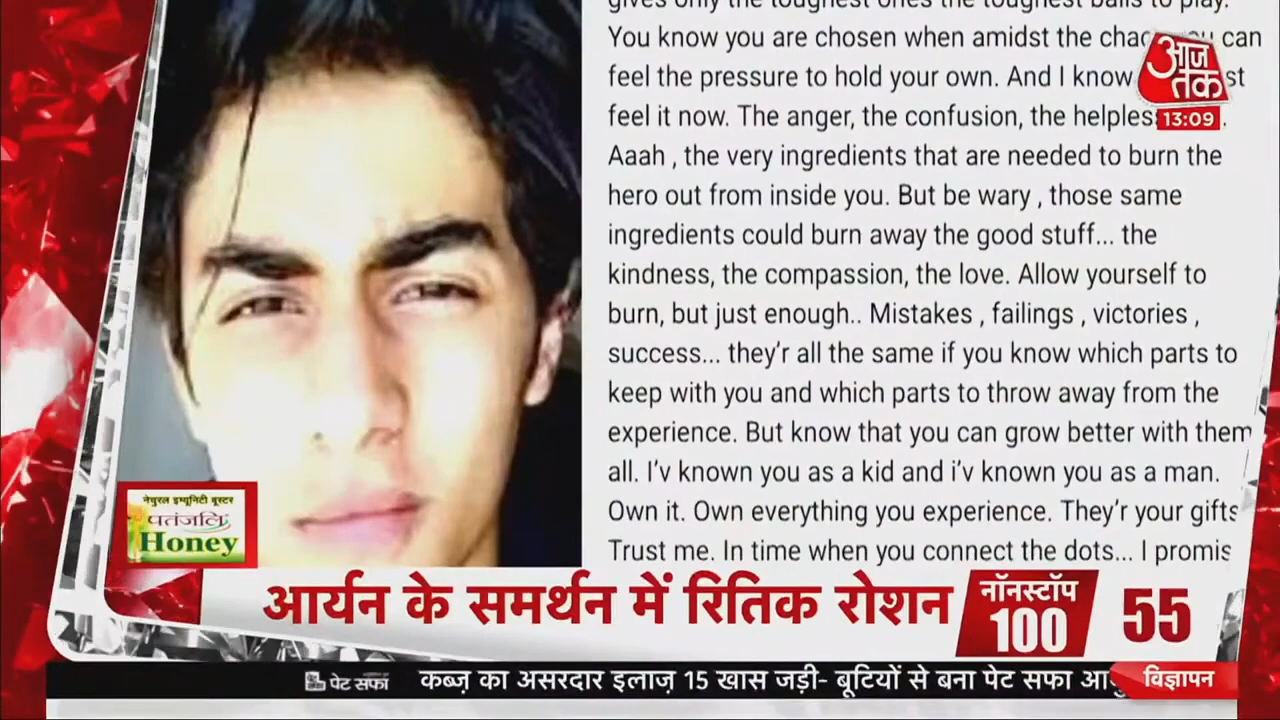 gives only the toughest ones the toughest balls to play.
You know you are chosen when amidst the can
feel the pressure to hold your own. And I know st
feel it now. The anger, the confusion, the .
Aaah , the very ingredients that are needed to burn the
hero out from inside you. But be wary , those same
ingredients could burn away the good stuff... the
kindness, the compassion, the love. Allow yourself to
burn, but just enough.. Mistakes , failings , victories ,
success... they'r all the same if you know which parts to
keep with you and which parts to throw away from the
experience. But know that you can grow better with them
all. I'v known you as a kid and i'v known you as a man.
Own it. Own everything you experience. They'r your gifts
Trust me. In time when you connect the dots... I promis
आज
तक
13:09
नेचुरल इम्यूनिटी बूस्टर
पतंजलि
Honey
आर्यन के समर्थन में रितिक रोशन
नॉनस्टॉप
100
55
पेट सफा
कब्ज़ का असरदार इलाज़ 15 खास जड़ी- बूटियों से बना पेट सफा
विज्ञापन